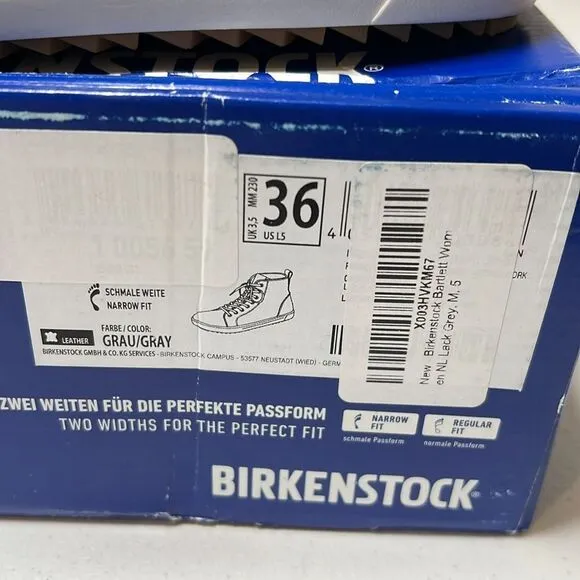 NSTOCK®
UK 3,5
MM 230
36
US L5
4
SCHMALE WEITE
NARROW FIT
LEATHER
FARBE/COLOR:
GRAU/GRAY
BIRKENSTOCK GMBH & CO. KG SERVICES - BIRKENSTOCK CAMPUS - 53577 NEUSTADT (WIED) - GERM
X003HVKM67
New - Birkenstock Bartlett Wom
en NL Lack Grey, M, 5
ZWEI WEITEN FÜR DIE PERFEKTE PASSFORM
TWO WIDTHS FOR THE PERFECT FIT
NARROW
FIT
schmale Passform
REGULAR
FIT
normale Passform
BIRKENSTOCK®